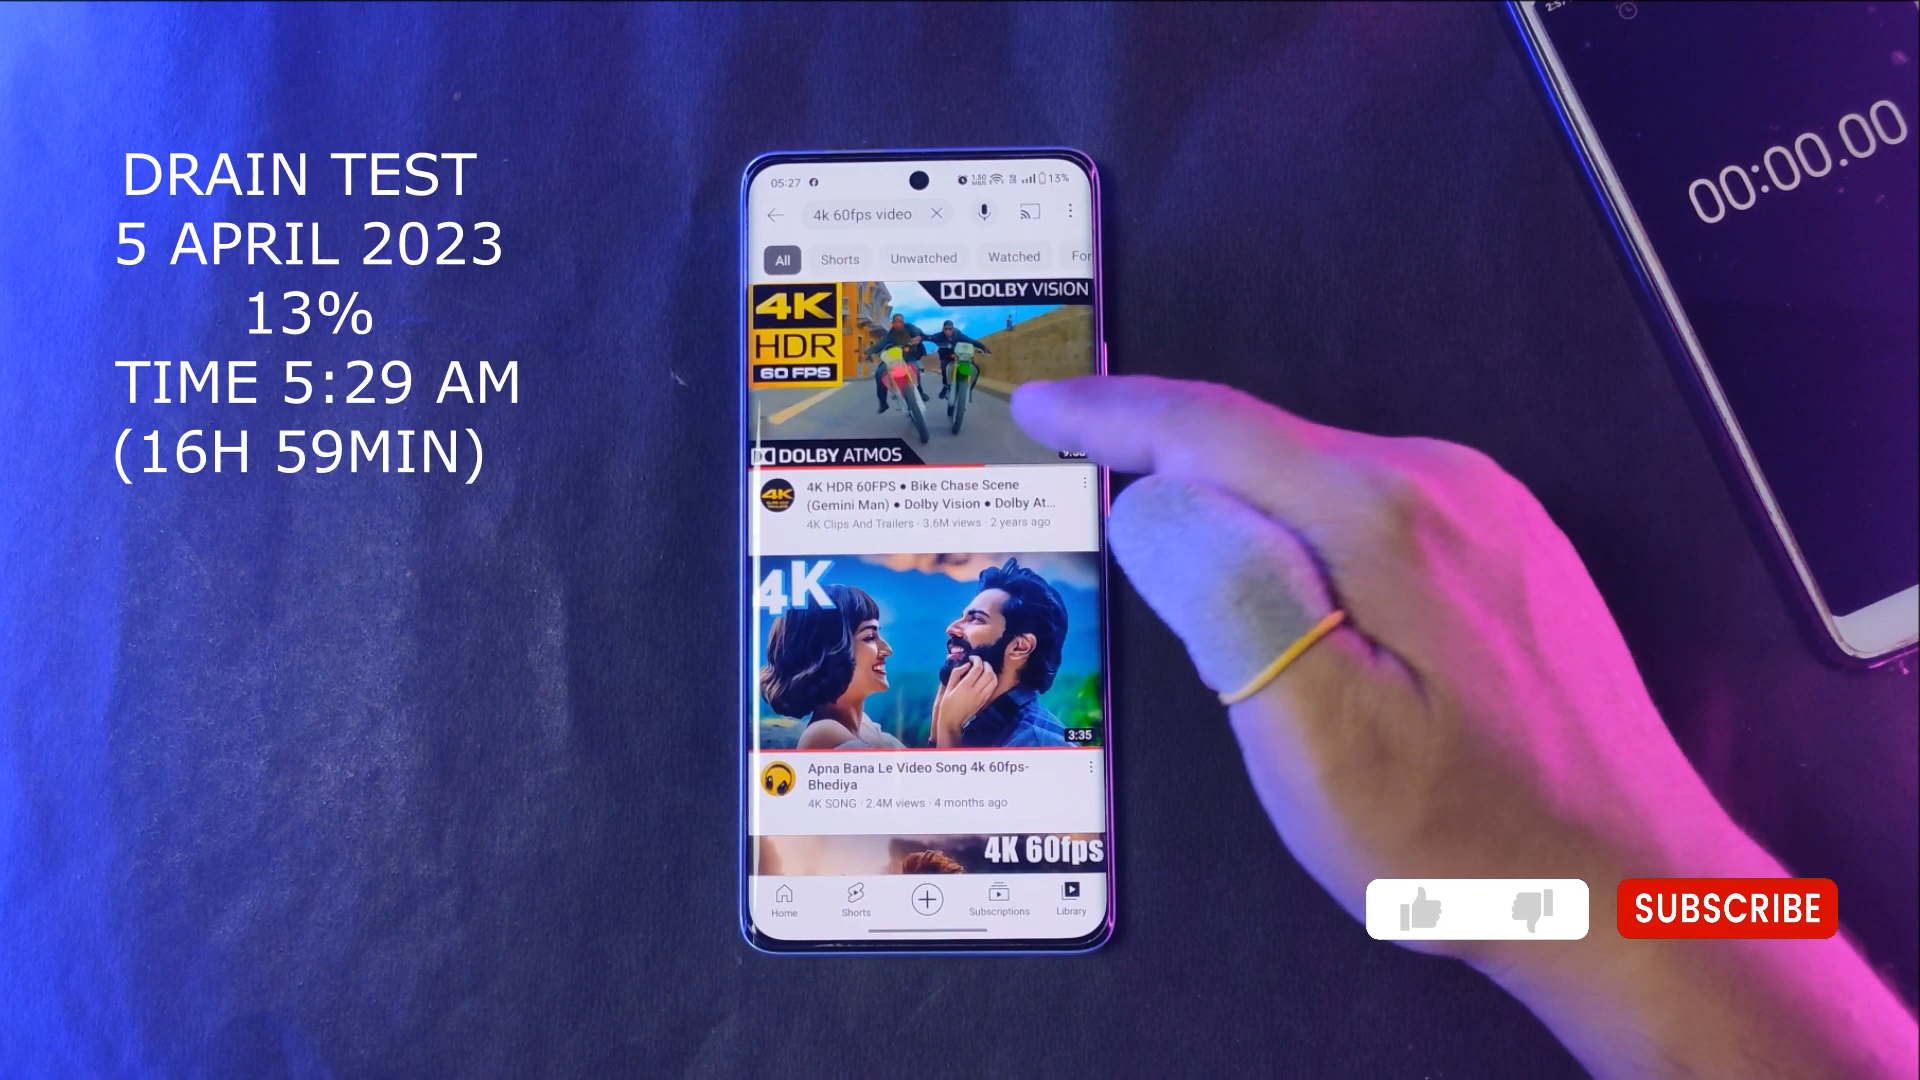 DRAIN TEST
5 APRIL 2023
13%
TIME 5:29 AM
(16H 59MIN)
05:27
13%
4k 60fps video
All Shorts Unwatched Watched For
4K
HDR
60 FPS
DOLBY VISION
DOLBY ATMOS
4K HDR 60FPS ● Bike Chase Scene
(Gemini Man) ● Dolby Vision ● Dolby At...
4K Clips And Trailers · 3.6M views · 2 years ago
4K
3:35
Apna Bana Le Video Song 4k 60fps-
Bhediya
4K SONG · 2.4M views · 4 months ago
4K 60fps
Home Shorts Subscriptions Library
00:00.00
SUBSCRIBE